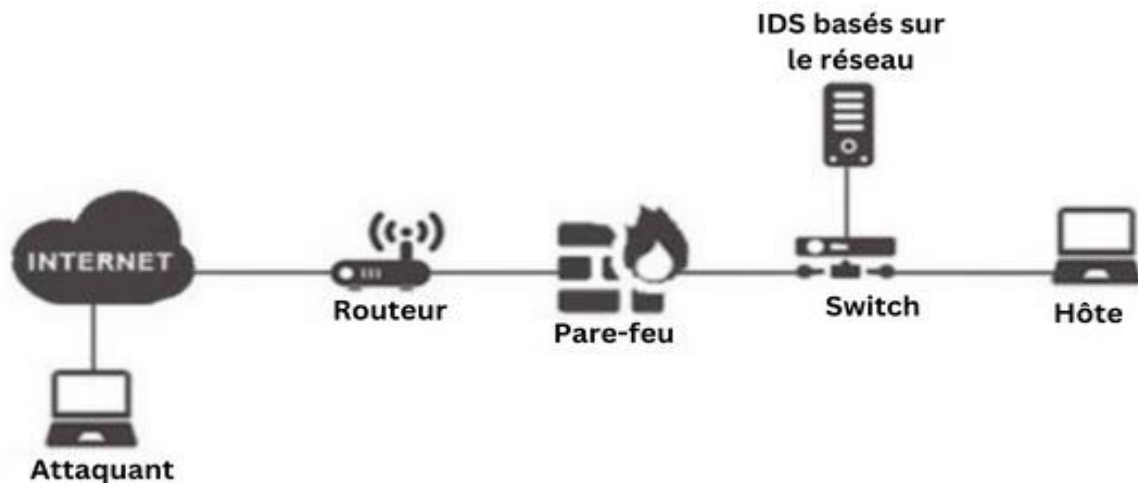 IDS basés sur
le réseau
INTERNET
Routeur
Pare-feu
Switch
Hôte
Attaquant